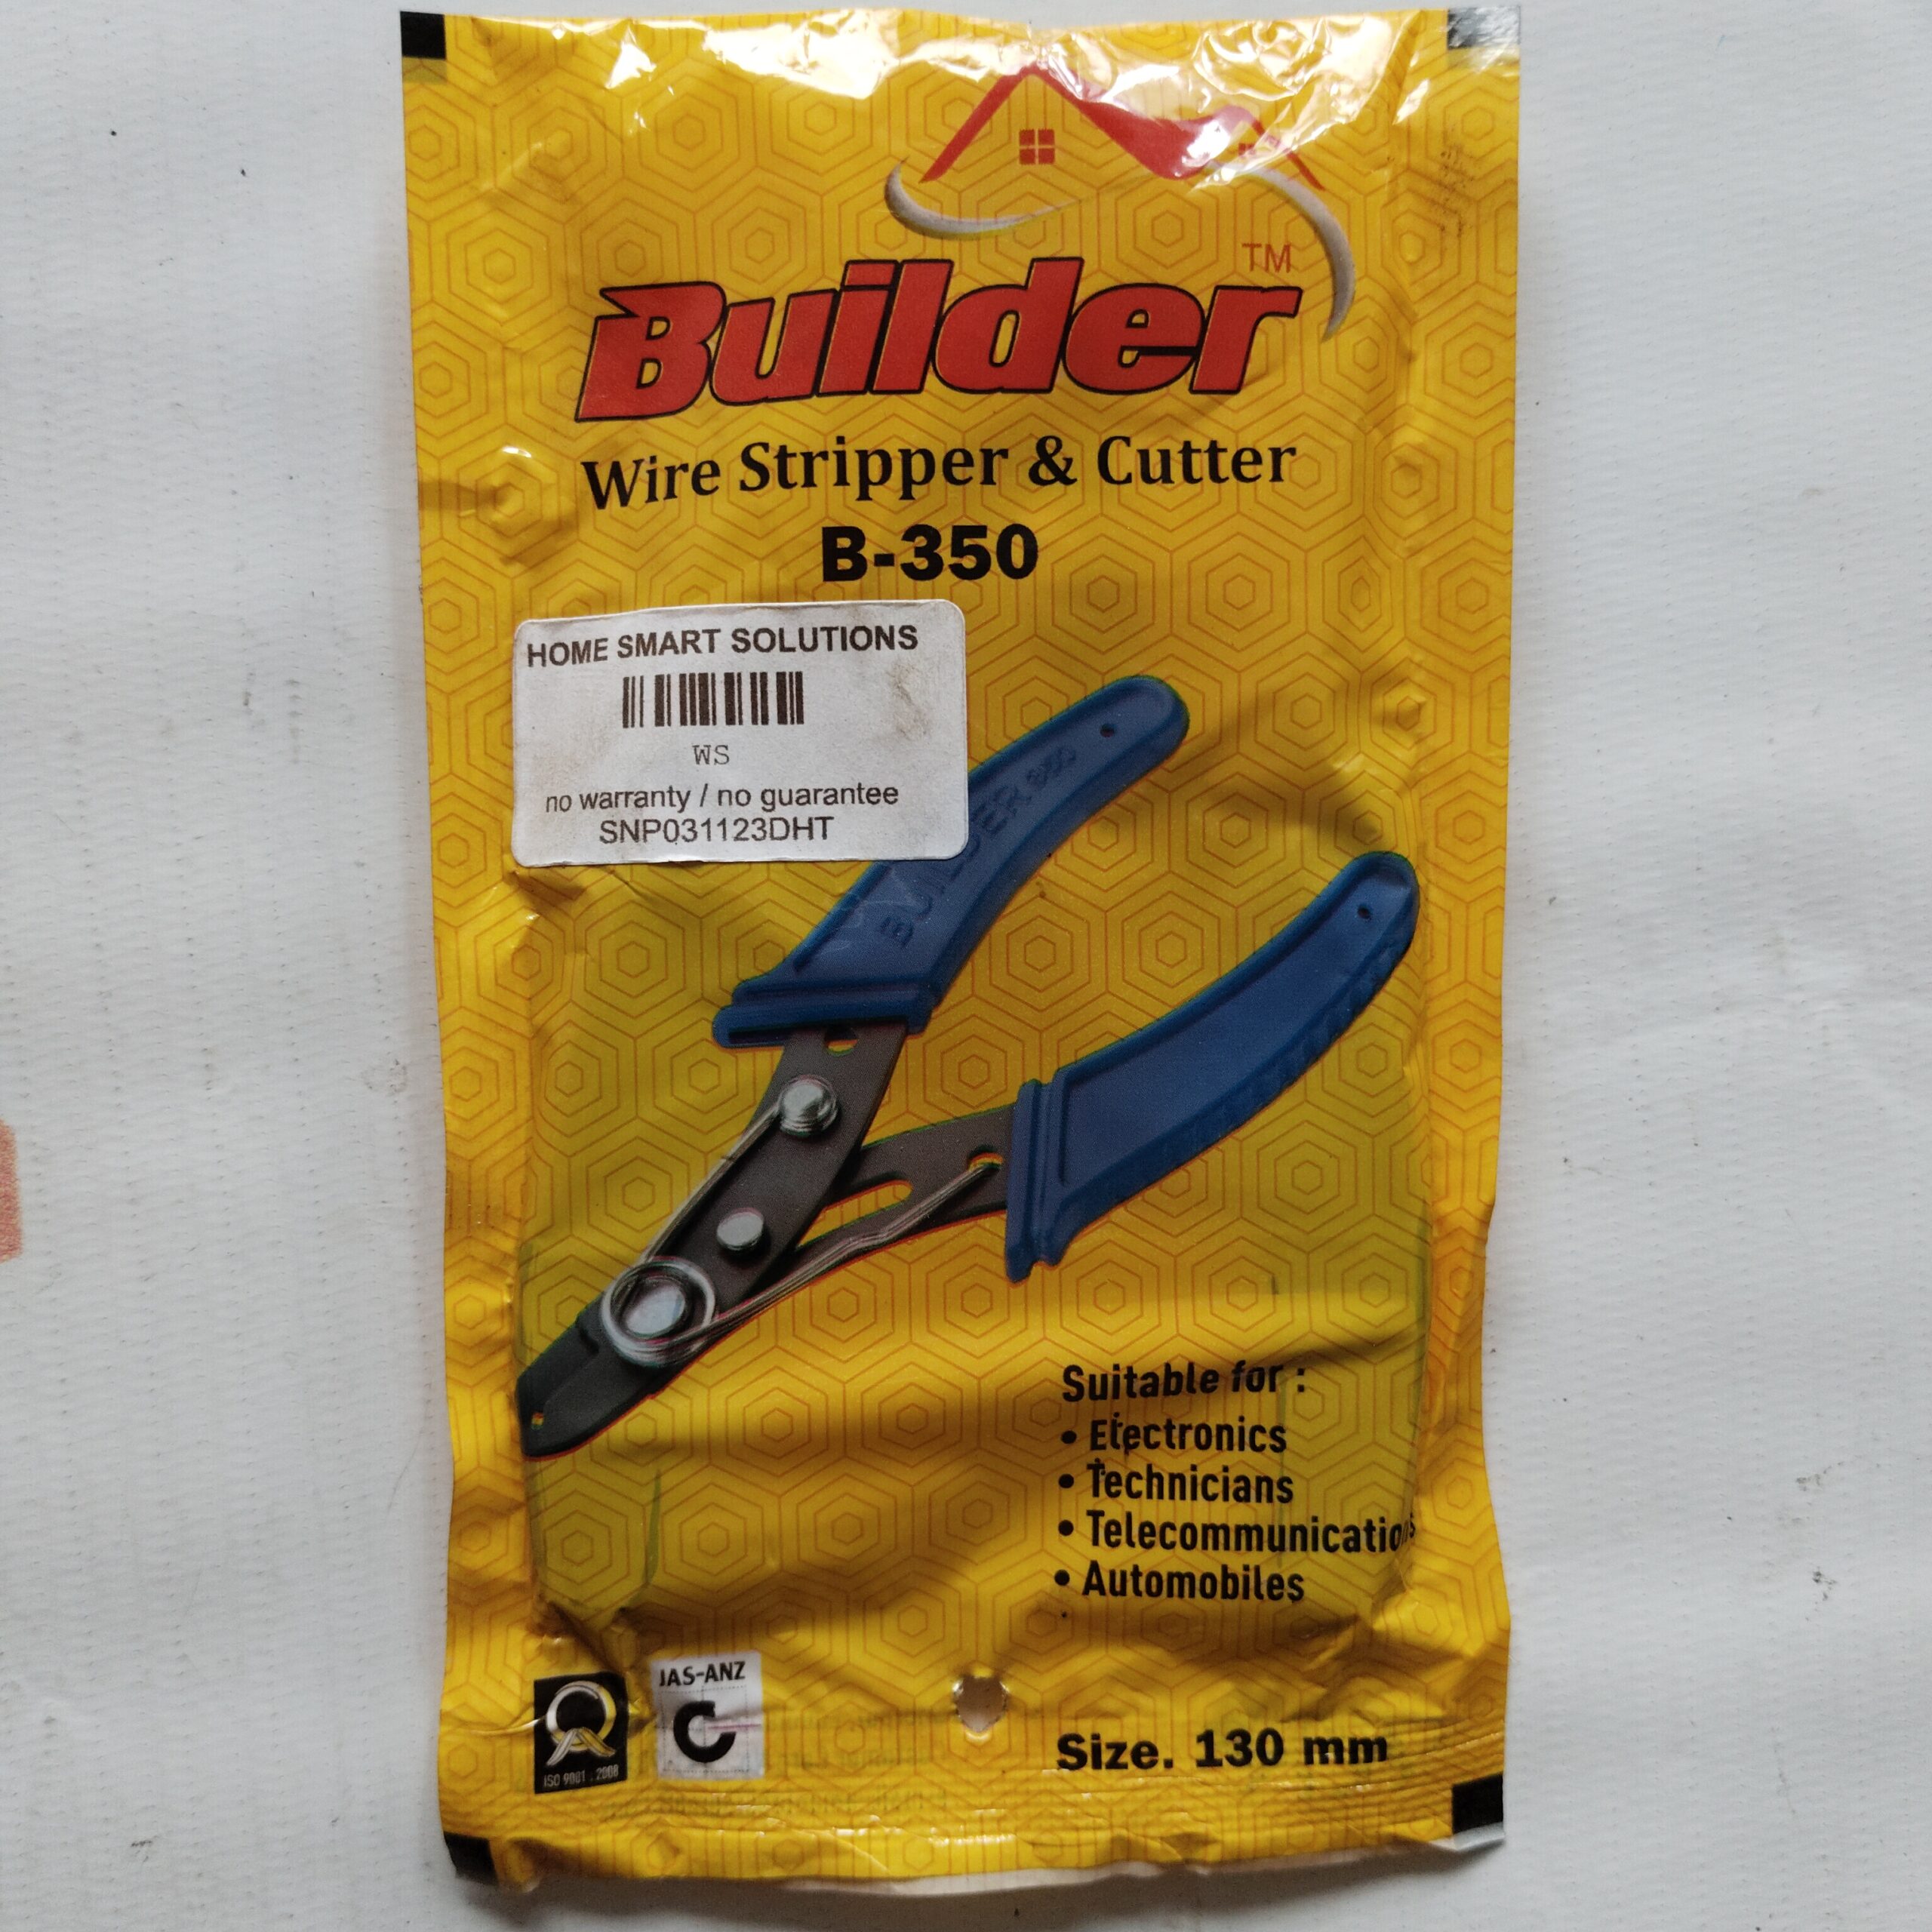 Builder TM
Wire Stripper & Cutter
B-350
HOME SMART SOLUTIONS
WS
no warranty / no guarantee
SNP031123DHT
Suitable for :
• Electronics
• Technicians
• Telecommunications
• Automobiles
JAS-ANZ
ISO 9001 : 2008
Size. 130 mm